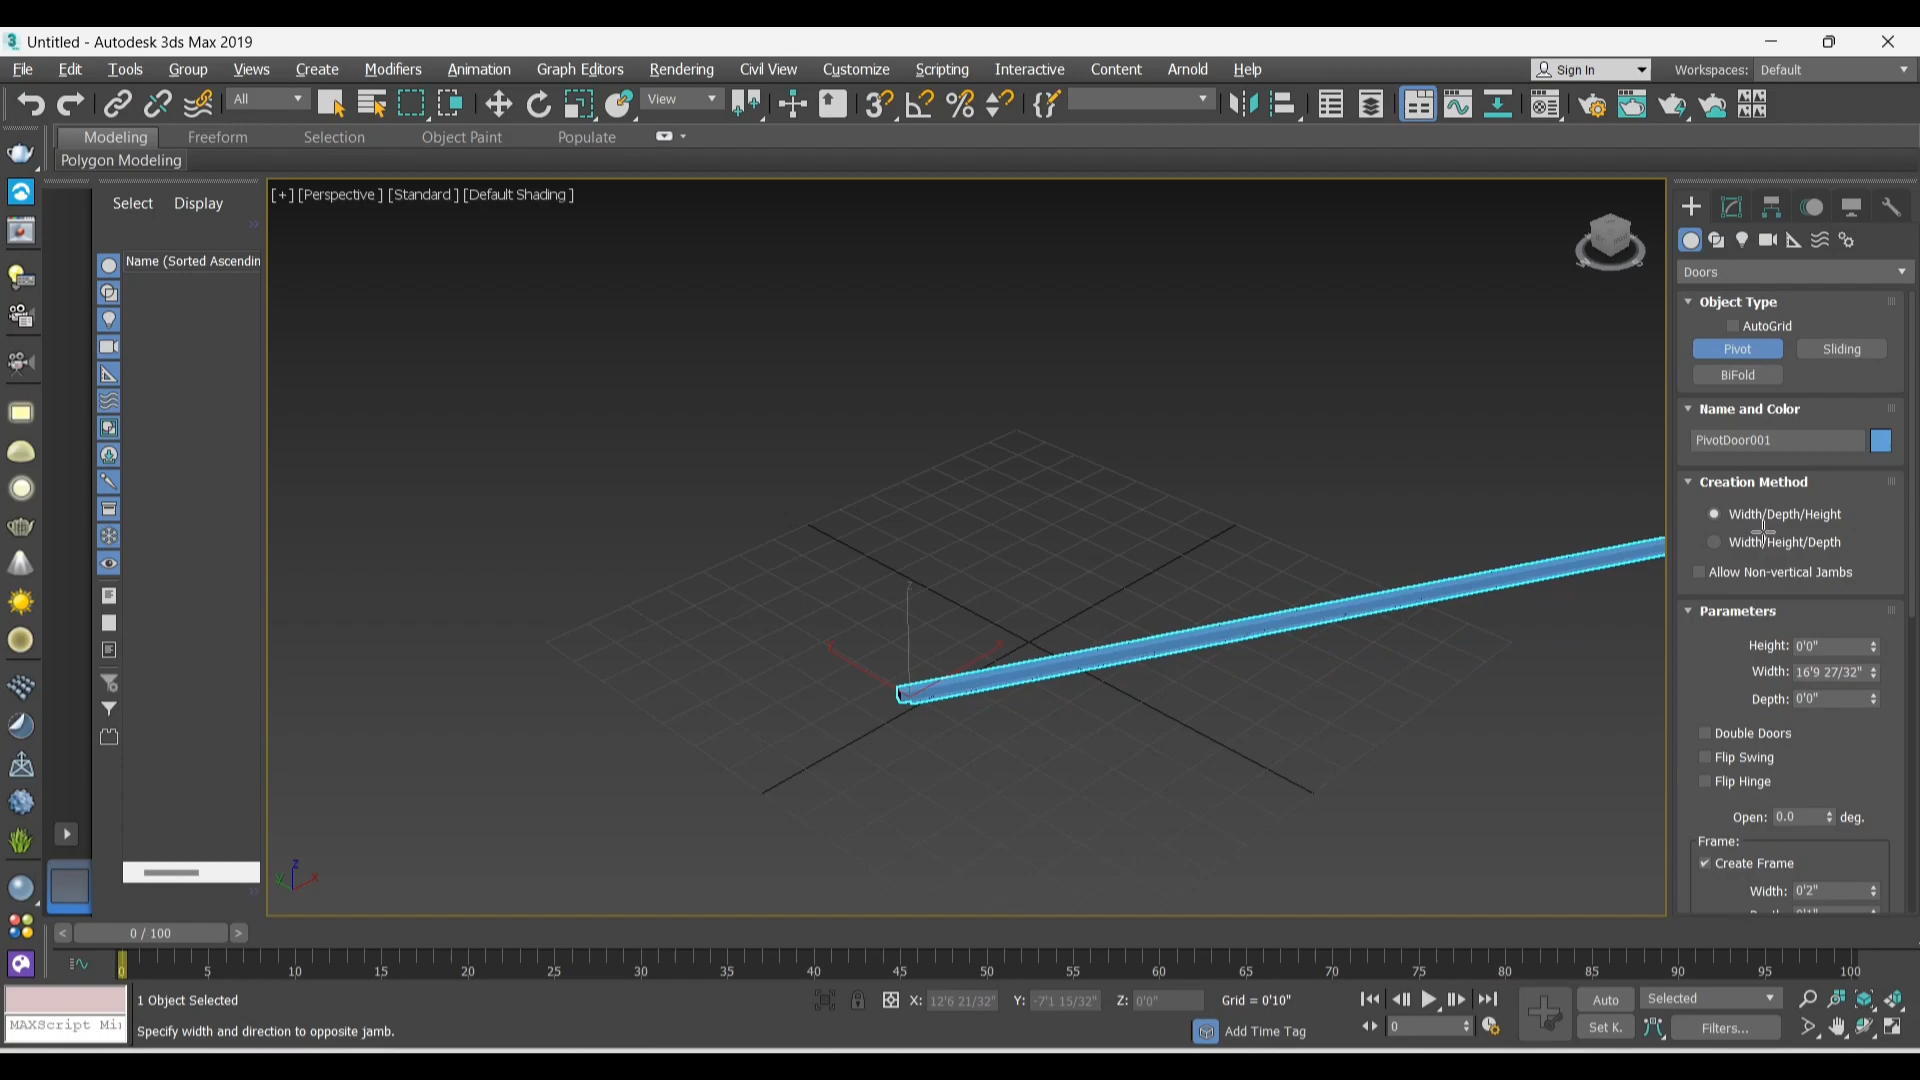 Untitled - Autodesk 3ds Max 2019
File Edit Tools Group Views Create Modifiers Animation Graph Editors Rendering Civil View Customize Scripting Interactive Content Arnold Help Sign In Workspaces: Default
All View
Modeling Freeform Selection Object Paint Populate
Polygon Modeling
Select Display
[+] [Perspective ] [Standard ] [Default Shading ]
Name (Sorted Ascendin
Doors
Object Type
AutoGrid
Pivot Sliding
BiFold
Name and Color
PivotDoor001
Creation Method
Width/Depth/Height
Width/Height/Depth
Allow Non-vertical Jambs
Parameters
Height: 0'0"
Width: 16'9 27/32"
Depth: 0'0"
Double Doors
Flip Swing
Flip Hinge
Open: 0.0 deg.
Frame:
Create Frame
Width: 0'2"
z
y x
< 0 / 100 >
0 5 10 15 20 25 30 35 40 45 50 55 60 65 70 75 80 85 90 95 100
1 Object Selected X: 12'6 21/32" Y: -7'1 15/32" Z: 0'0" Grid = 0'10" Auto Selected
MAXScript Mi Specify width and direction to opposite jamb. Add Time Tag 0 Set K. Filters...